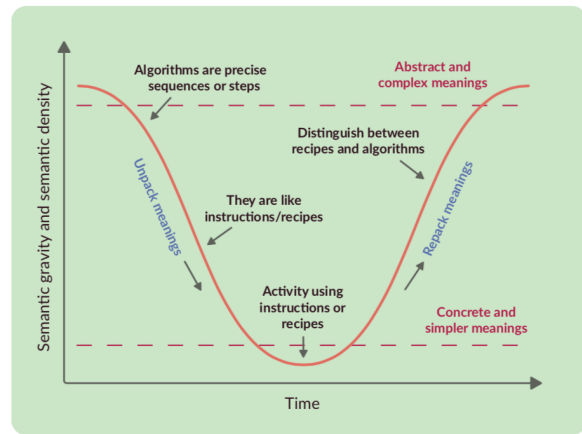 Algorithms are precise
sequences or steps
Abstract and
complex meanings
Distinguish between
recipes and algorithms
Unpack meanings
They are like
instructions/recipes
Repack meanings
Activity using
instructions or
recipes
Concrete and
simpler meanings
Semantic gravity and semantic density
Time